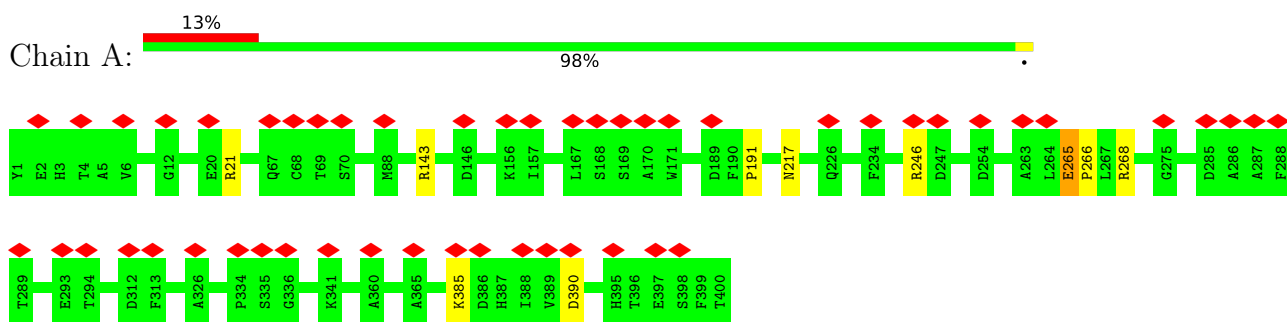 13%
Chain A:
98%
Y1 E2 H3 T4 A5 V6 G12 E20 R21 Q67 C68 T69 S70 M88 R143 D146 K156 I157 L167 S168 S169 A170 W171 D189 F190 P191 N217 Q226 F234 R246 D247 D254 A263 L264 E265 P266 L267 R268 G275 D285 A286 A287 F288
T289 E293 T294 D312 F313 A326 P334 S335 G336 K341 A360 A365 K385 D386 H387 I388 V389 D390 H395 T396 E397 S398 F399 T400